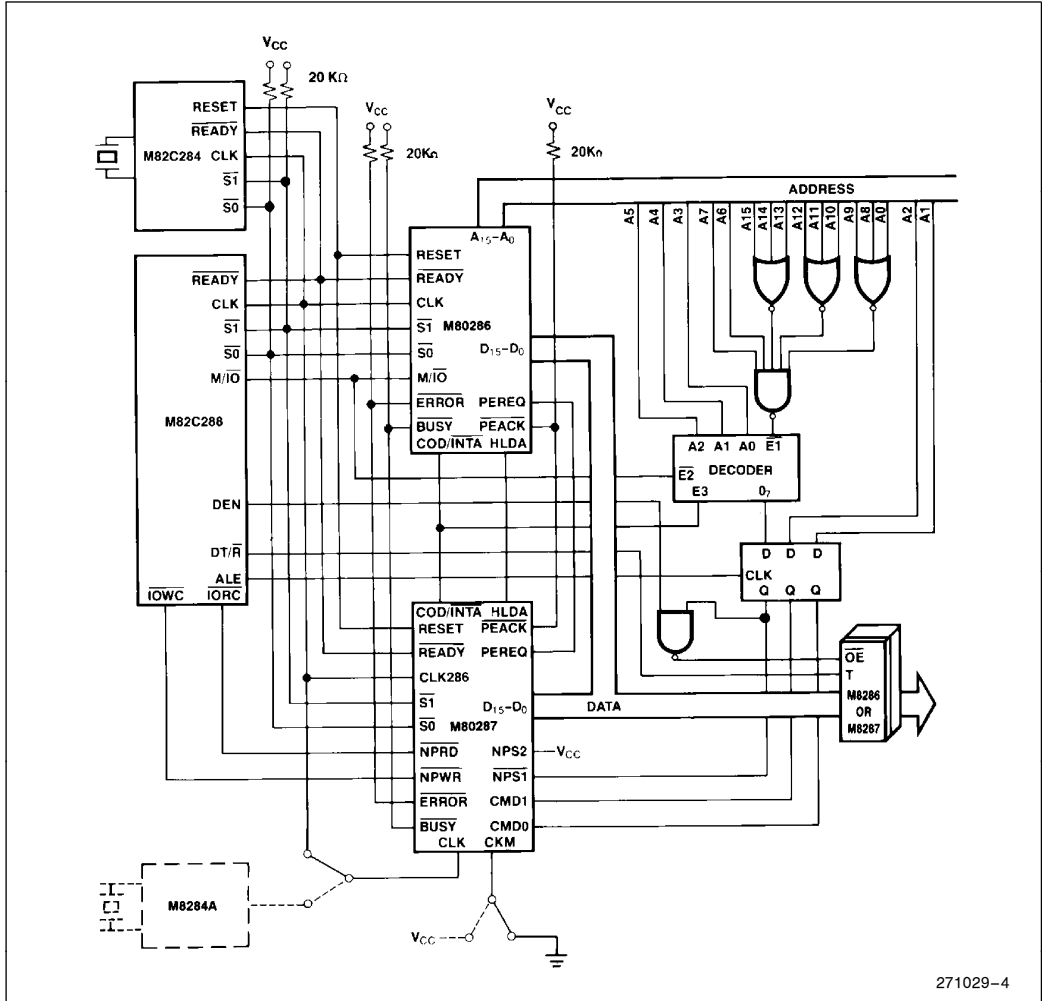 VCC
20 KΩ
RESET
READY
M82C284 CLK
S1
S0
VCC
20KΩ
VCC
20KΩ
ADDRESS
A5 A4 A3 A7 A6 A15 A14 A13 A12 A11 A10 A9 A8 A0 A2 A1
READY
CLK
S1
S0
M/IO
M82C288
DEN
DT/R
ALE
IOWC IORC
A15–A0
RESET
READY
CLK
S1 M80286
S0 D15–D0
M/IO
ERROR PEREQ
BUSY PEACK
COD/INTA HLDA
A2 A1 A0 E1
DECODER
E2
E3 07
D D D
CLK
Q Q Q
COD/INTA HLDA
RESET PEACK
READY PEREQ
CLK286
S1 D15–D0
S0 M80287
NPRD NPS2 VCC
NPWR NPS1
ERROR CMD1
BUSY CMD0
CLK CKM
DATA
OE
T
M8286
OR
M8287
M8284A
VCC
271029–4